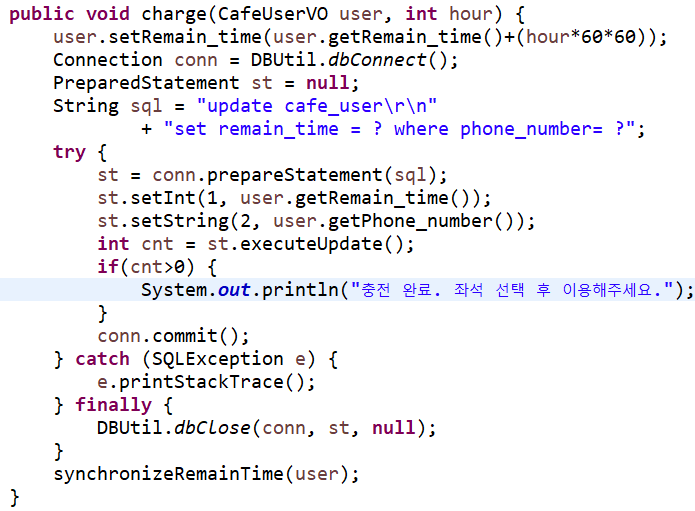 public void charge(CafeUserVO user, int hour) {
    user.setRemain_time(user.getRemain_time()+(hour*60*60));
    Connection conn = DBUtil.dbConnect();
    PreparedStatement st = null;
    String sql = "update cafe_user\r\n"
            + "set remain_time = ? where phone_number= ?";
    try {
        st = conn.prepareStatement(sql);
        st.setInt(1, user.getRemain_time());
        st.setString(2, user.getPhone_number());
        int cnt = st.executeUpdate();
        if(cnt>0) {
            System.out.println("충전 완료. 좌석 선택 후 이용해주세요.");
        }
        conn.commit();
    } catch (SQLException e) {
        e.printStackTrace();
    } finally {
        DBUtil.dbClose(conn, st, null);
    }
    synchronizeRemainTime(user);
}